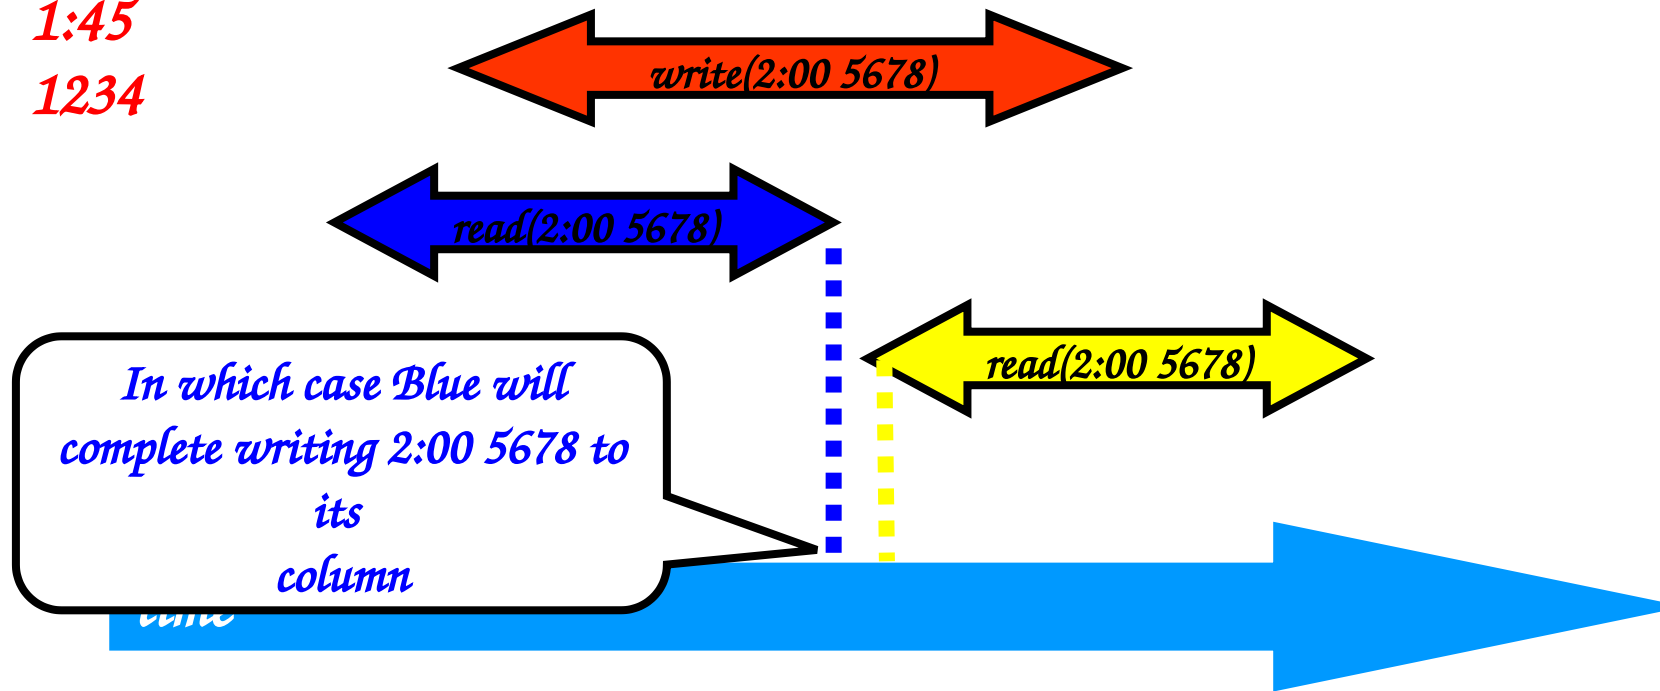 1:45
1234
write(2:00 5678)
read(2:00 5678)
read(2:00 5678)
In which case Blue will
complete writing 2:00 5678 to
its
column
time